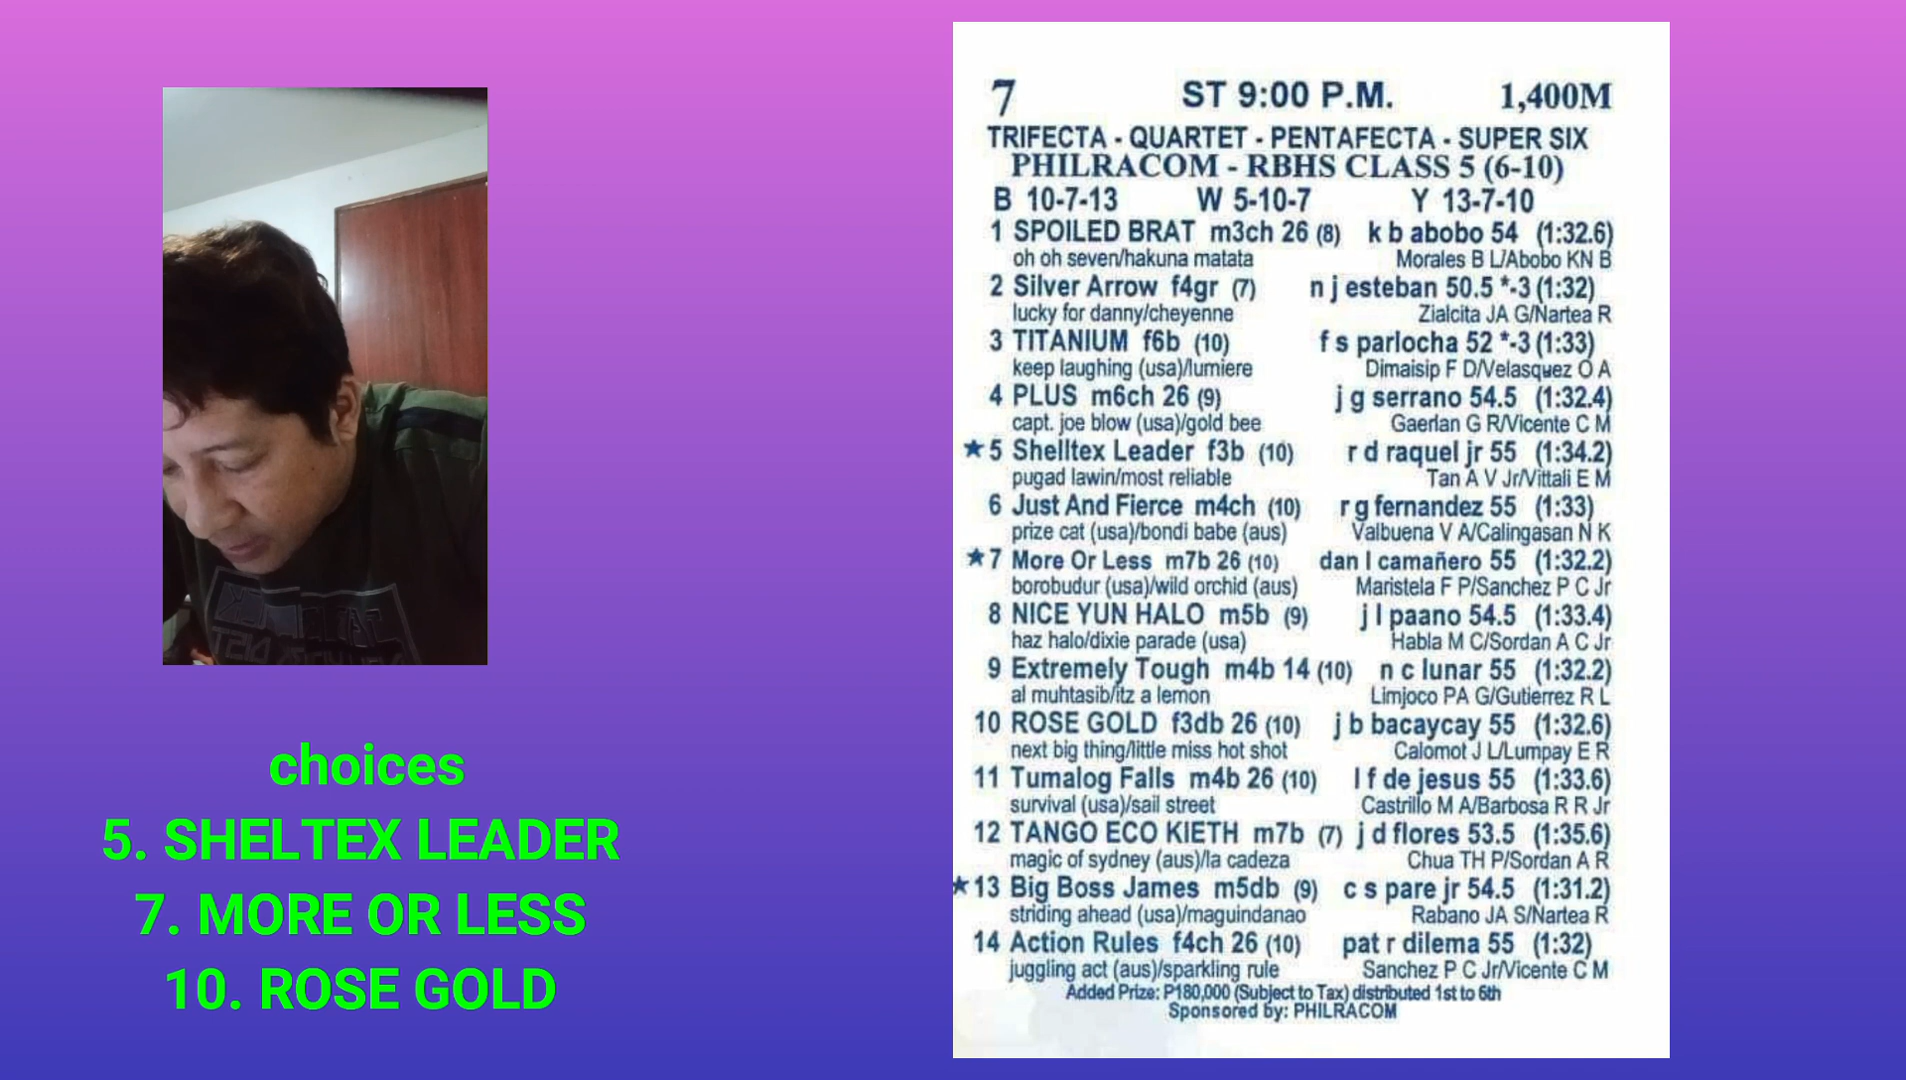 7 ST 9:00 P.M. 1,400M
TRIFECTA - QUARTET - PENTAFECTA - SUPER SIX
PHILRACOM - RBHS CLASS 5 (6-10)
B 10-7-13 W 5-10-7 Y 13-7-10
1 SPOILED BRAT m3ch 26 (8) k b abobo 54 (1:32.6)
oh oh seven/hakuna matata Morales B L/Abobo KN B
2 Silver Arrow f4gr (7) n j esteban 50.5 *-3 (1:32)
lucky for danny/cheyenne Zialcita JA G/Nartea R
3 TITANIUM f6b (10) f s parlocha 52 *-3 (1:33)
keep laughing (usa)/lumiere Dimaisip F D/Velasquez O A
4 PLUS m6ch 26 (9) j g serrano 54.5 (1:32.4)
capt. joe blow (usa)/gold bee Gaerlan G R/Vicente C M
★5 Shelltex Leader f3b (10) r d raquel jr 55 (1:34.2)
pugad lawin/most reliable Tan A V Jr/Vittali E M
6 Just And Fierce m4ch (10) r g fernandez 55 (1:33)
prize cat (usa)/bondi babe (aus) Valbuena V A/Calingasan N K
★7 More Or Less m7b 26 (10) dan l camañero 55 (1:32.2)
borobudur (usa)/wild orchid (aus) Maristela F P/Sanchez P C Jr
8 NICE YUN HALO m5b (9) j l paano 54.5 (1:33.4)
haz halo/dixie parade (usa) Habla M C/Sordan A C Jr
9 Extremely Tough m4b 14 (10) n c lunar 55 (1:32.2)
al muhtasib/itz a lemon Limjoco PA G/Gutierrez R L
10 ROSE GOLD f3db 26 (10) j b bacaycay 55 (1:32.6)
next big thing/little miss hot shot Calomot J L/Lumpay E R
11 Tumalog Falls m4b 26 (10) l f de jesus 55 (1:33.6)
survival (usa)/sail street Castrillo M A/Barbosa R R Jr
12 TANGO ECO KIETH m7b (7) j d flores 53.5 (1:35.6)
magic of sydney (aus)/la cadeza Chua TH P/Sordan A R
★13 Big Boss James m5db (9) c s pare jr 54.5 (1:31.2)
striding ahead (usa)/maguindanao Rabano JA S/Nartea R
14 Action Rules f4ch 26 (10) pat r dilema 55 (1:32)
juggling act (aus)/sparkling rule Sanchez P C Jr/Vicente C M
Added Prize: P180,000 (Subject to Tax) distributed 1st to 6th
Sponsored by: PHILRACOM
choices
5. SHELTEX LEADER
7. MORE OR LESS
10. ROSE GOLD